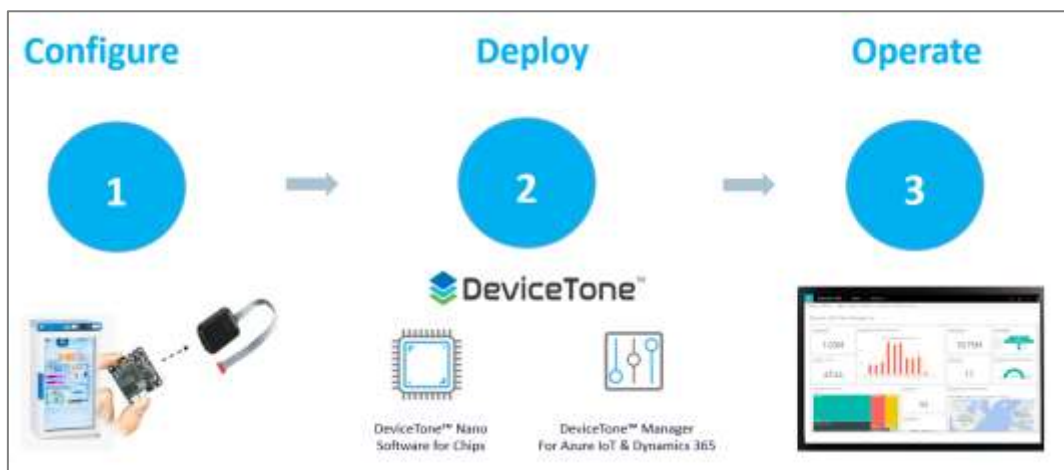 Configure
Deploy
Operate
1
2
3
DeviceTone™
DeviceTone™ Nano
Software for Chips
DeviceTone™ Manager
For Azure IoT & Dynamics 365